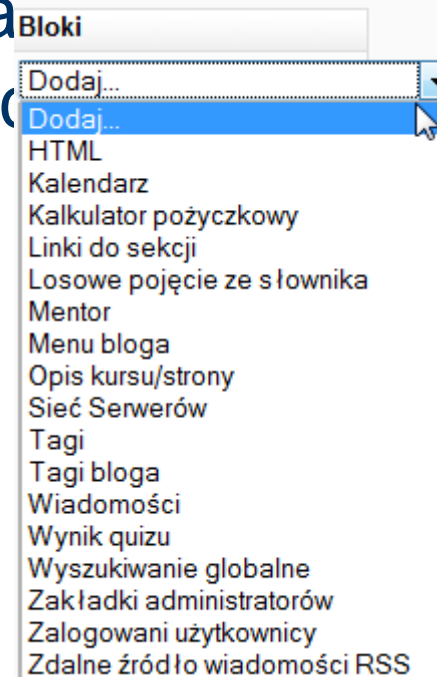 a
Bloki
Dodaj...
Dodaj...
HTML
Kalendarz
Kalkulator pożyczkowy
Linki do sekcji
Losowe pojęcie ze słownika
Mentor
Menu bloga
Opis kursu/strony
Sieć Serwerów
Tagi
Tagi bloga
Wiadomości
Wynik quizu
Wyszukiwanie globalne
Zakładki administratorów
Zalogowani użytkownicy
Zdalne źródło wiadomości RSS